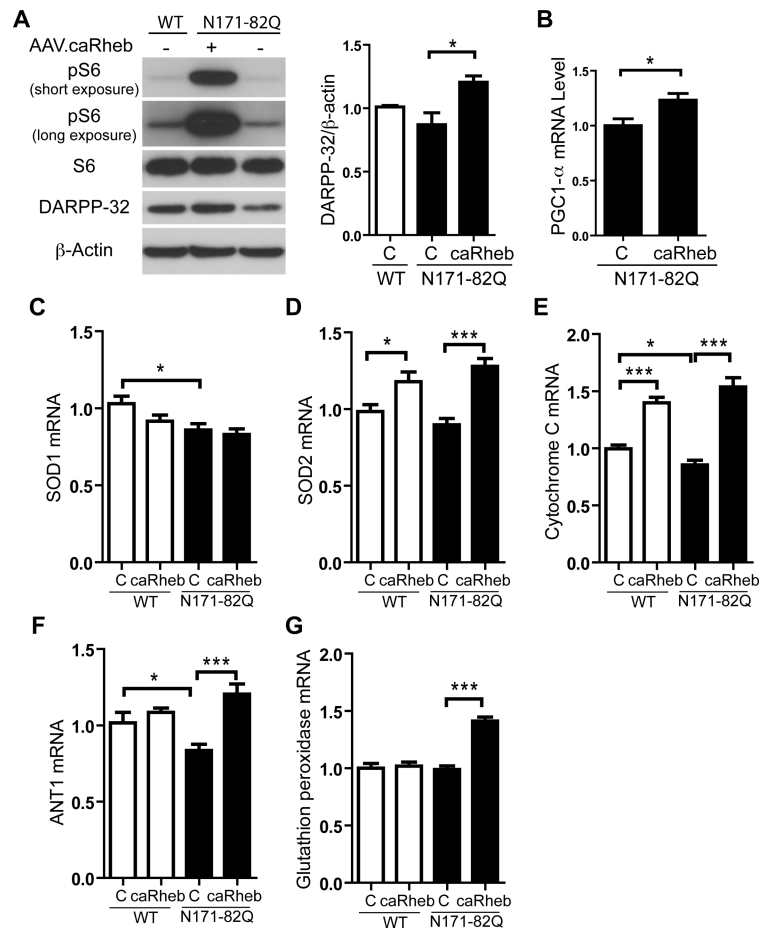 A
WT N171-82Q
AAV.caRheb - + -
pS6
(short exposure)
pS6
(long exposure)
S6
DARPP-32
β-Actin
DARPP-32/β-actin
1.5
1.0
0.5
0.0
*
C C caRheb
WT N171-82Q
B
PGC1-α mRNA Level
1.5
1.0
0.5
0.0
*
C caRheb
N171-82Q
C
SOD1 mRNA
1.5
1.0
0.5
0.0
*
C caRheb C caRheb
WT N171-82Q
D
SOD2 mRNA
1.5
1.0
0.5
0.0
* ***
C caRheb C caRheb
WT N171-82Q
E
Cytochrome C mRNA
2.0
1.5
1.0
0.5
0.0
* ***
***
C caRheb C caRheb
WT N171-82Q
F
ANT1 mRNA
1.5
1.0
0.5
0.0
* ***
C caRheb C caRheb
WT N171-82Q
G
Glutathion peroxidase mRNA
2.0
1.5
1.0
0.5
0.0
***
C caRheb C caRheb
WT N171-82Q